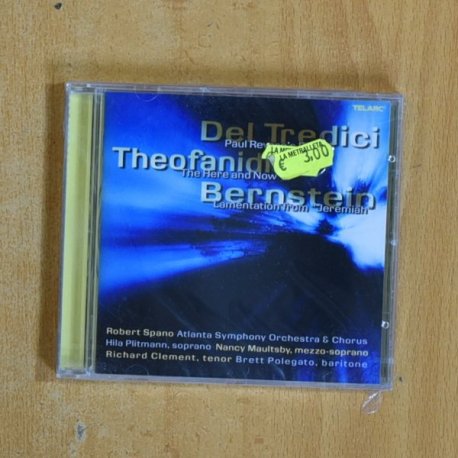 TELARC
Del Tredici
Paul Rev
Theofanidi
The Here and Now
Bernstein
Lamentation from "Jeremiah"
LA METRALLETA
€ 3,00
Robert Spano Atlanta Symphony Orchestra & Chorus
Hila Plitmann, soprano Nancy Maultsby, mezzo-soprano
Richard Clement, tenor Brett Polegato, baritone